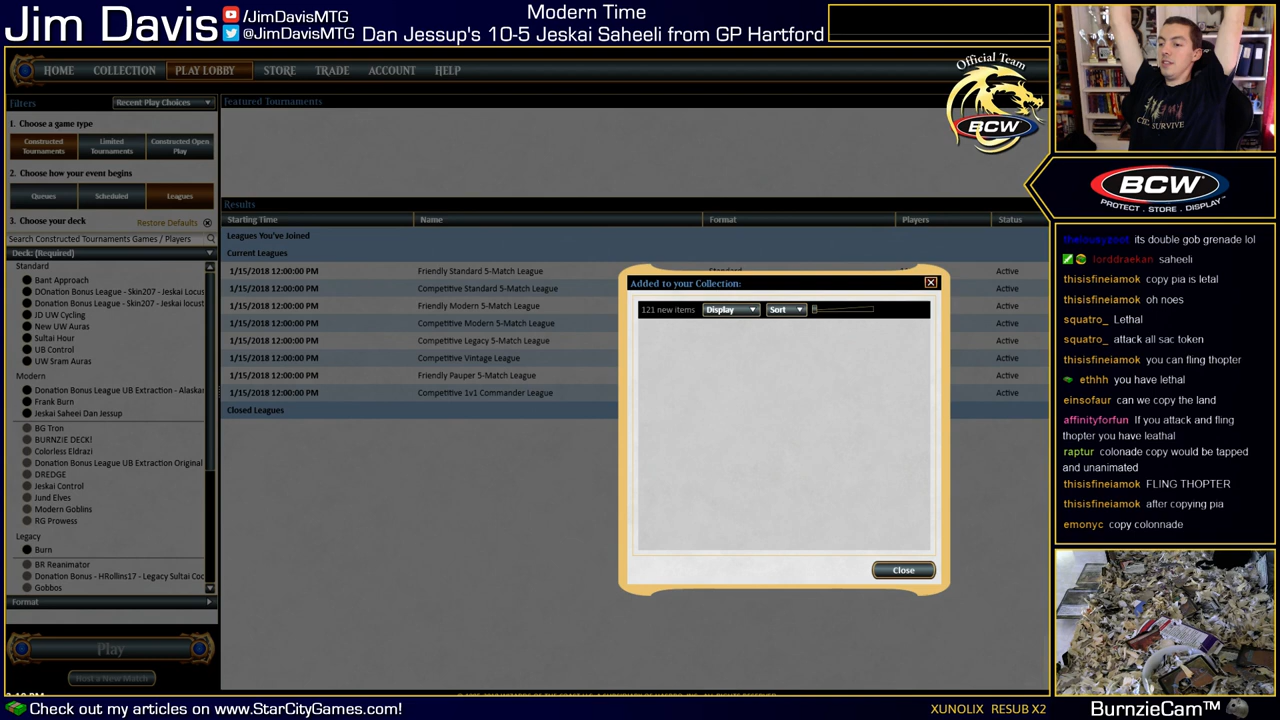 Jim Davis
/JimDavisMTG
@JimDavisMTG
Modern Time
Dan Jessup's 10-5 Jeskai Saheeli from GP Hartford
HOME
COLLECTION
PLAY LOBBY
STORE
TRADE
ACCOUNT
HELP
Official Team
BCW
Filters
Recent Play Choices
Featured Tournaments
1. Choose a game type
Constructed Tournaments
Limited Tournaments
Constructed Open Play
2. Choose how your event begins
Queues
Scheduled
Leagues
3. Choose your deck
Restore Defaults
Search Constructed Tournaments Games / Players
Deck: (Required)
Standard
Bant Approach
DOnation Bonus League - Skin207 - Jeskai Locus
Donation Bonus League - Skin207 - Jeskai locust
JD UW Cycling
New UW Auras
Sultai Hour
UB Control
UW Sram Auras
Modern
Donation Bonus League UB Extraction - Alaskar
Frank Burn
Jeskai Saheei Dan Jessup
BG Tron
BURNZIE DECK!
Colorless Eldrazi
Donation Bonus League UB Extraction Original
DREDGE
Jeskai Control
Jund Elves
Modern Goblins
RG Prowess
Legacy
Burn
BR Reanimator
Donation Bonus - HRollins17 - Legacy Sultai Coc
Gobbos
Format
Play
Host a New Match
Results
Starting Time
Name
Format
Players
Status
Leagues You've Joined
Current Leagues
1/15/2018 12:00:00 PM Friendly Standard 5-Match League Standard Active
1/15/2018 12:00:00 PM Competitive Standard 5-Match League Active
1/15/2018 12:00:00 PM Friendly Modern 5-Match League Active
1/15/2018 12:00:00 PM Competitive Modern 5-Match League Active
1/15/2018 12:00:00 PM Competitive Legacy 5-Match League Active
1/15/2018 12:00:00 PM Competitive Vintage League Active
1/15/2018 12:00:00 PM Friendly Pauper 5-Match League Active
1/15/2018 12:00:00 PM Competitive 1v1 Commander League Active
Closed Leagues
Added to your Collection:
121 new items
Display
Sort
Close
BCW
PROTECT . STORE . DISPLAY
its double gob grenade lol
lorddraekan saheeli
thisisfineiamok copy pia is letal
thisisfineiamok oh noes
squatro_ Lethal
squatro_ attack all sac token
thisisfineiamok you can fling thopter
ethhh you have lethal
einsofaur can we copy the land
affinityforfun If you attack and fling
thopter you have leathal
raptur colonade copy would be tapped
and unanimated
thisisfineiamok FLING THOPTER
thisisfineiamok after copying pia
emonyc copy colonnade
Check out my articles on www.StarCityGames.com!
XUNOLIX RESUB X2
BurnzieCam™